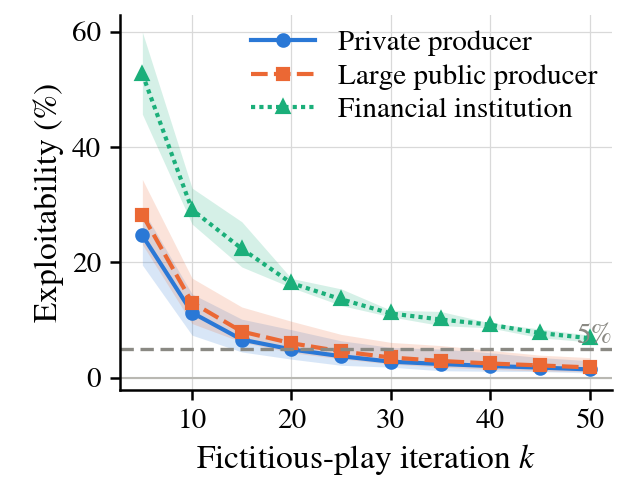 Exploitability (%)
60
40
20
0
Private producer
Large public producer
Financial institution
5%
10
20
30
40
50
Fictitious-play iteration k